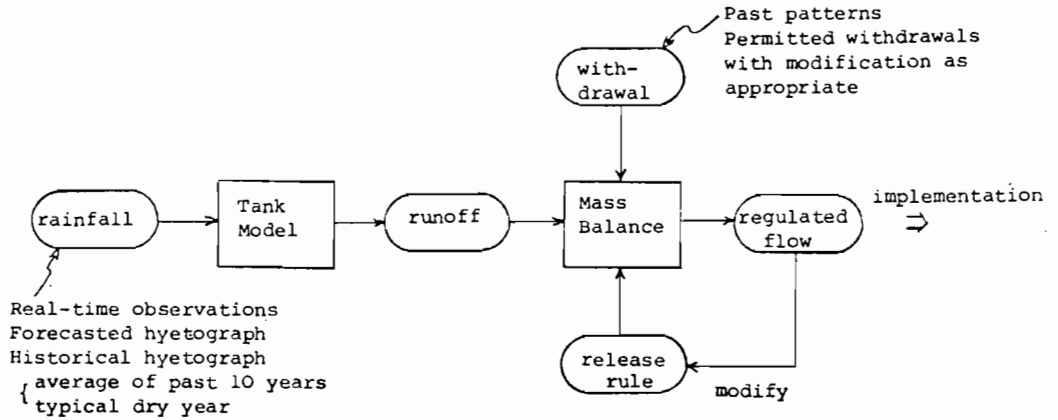 Past patterns
Permitted withdrawals
with modification as
appropriate
with-
drawal
rainfall
Tank
Model
runoff
Mass
Balance
regulated
flow
implementation
Real-time observations
Forecasted hyetograph
Historical hyetograph
{ average of past 10 years
typical dry year
release
rule
modify